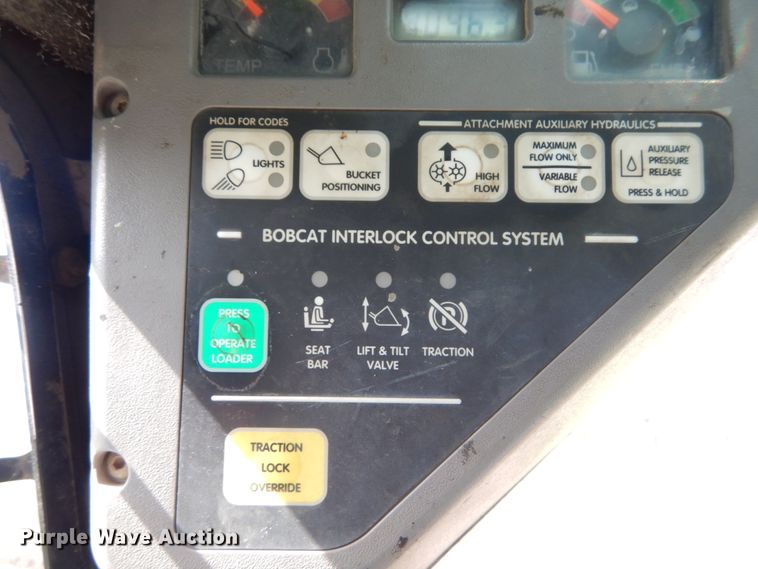 TEMP
HOLD FOR CODES
ATTACHMENT AUXILIARY HYDRAULICS
LIGHTS
BUCKET
POSITIONING
HIGH
FLOW
MAXIMUM
FLOW ONLY
VARIABLE
FLOW
AUXILIARY
PRESSURE
RELEASE
PRESS & HOLD
BOBCAT INTERLOCK CONTROL SYSTEM
PRESS
TO
OPERATE
LOADER
SEAT
BAR
LIFT & TILT
VALVE
P
TRACTION
TRACTION
LOCK
OVERRIDE
Purple Wave Auction